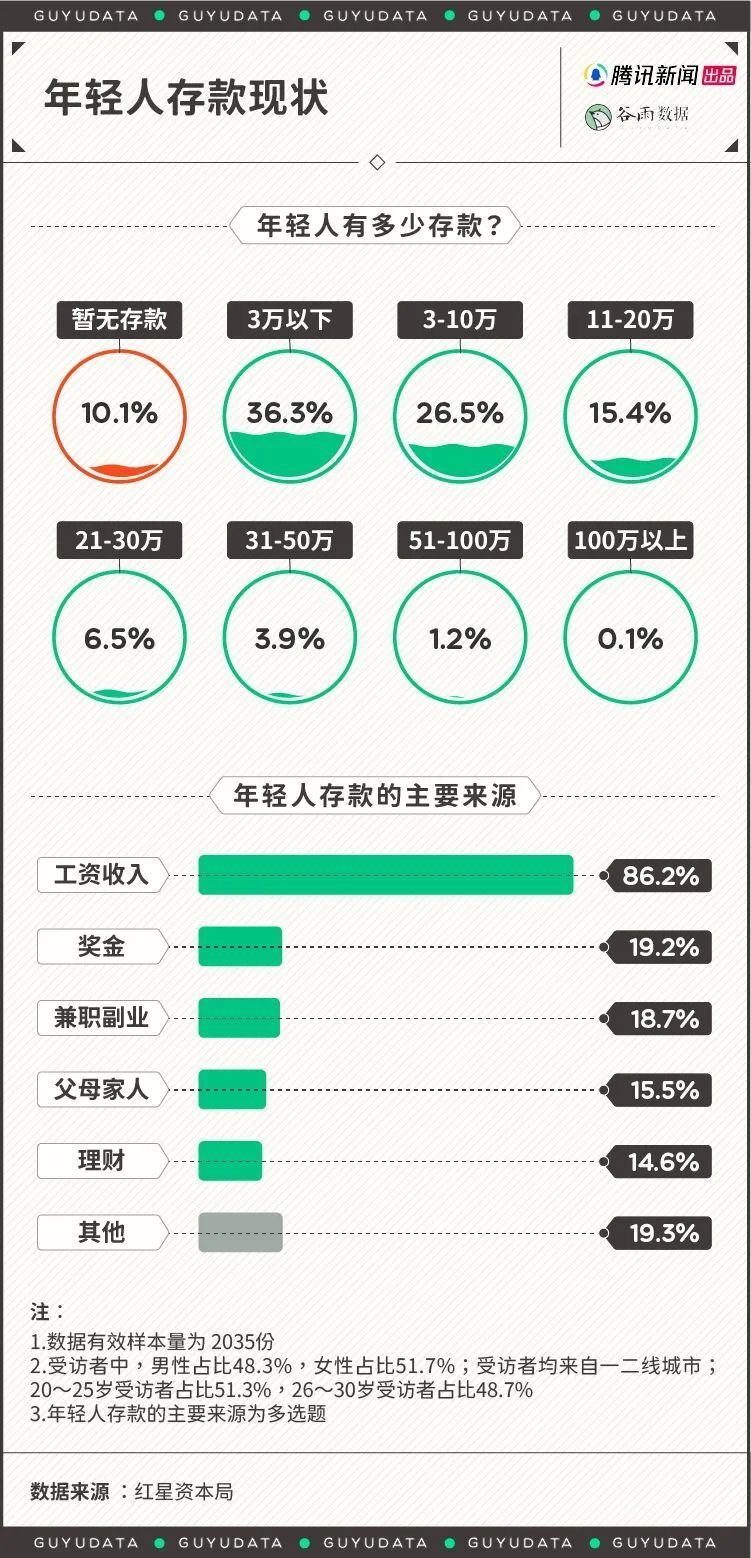 GUYUDATA GUYUDATA GUYUDATA GUYUDATA GUYUDATA
年轻人存款现状
腾讯新闻 出品
谷雨数据
年轻人有多少存款？
暂无存款 3万以下 3-10万 11-20万
10.1% 36.3% 26.5% 15.4%
21-30万 31-50万 51-100万 100万以上
6.5% 3.9% 1.2% 0.1%
年轻人存款的主要来源
工资收入 86.2%
奖金 19.2%
兼职副业 18.7%
父母家人 15.5%
理财 14.6%
其他 19.3%
注：
1.数据有效样本量为 2035份
2.受访者中，男性占比48.3%，女性占比51.7%；受访者均来自一二线城市；
20～25岁受访者占比51.3%，26～30岁受访者占比48.7%
3.年轻人存款的主要来源为多选题
数据来源 ：红星资本局
GUYUDATA GUYUDATA GUYUDATA GUYUDATA GUYUDATA